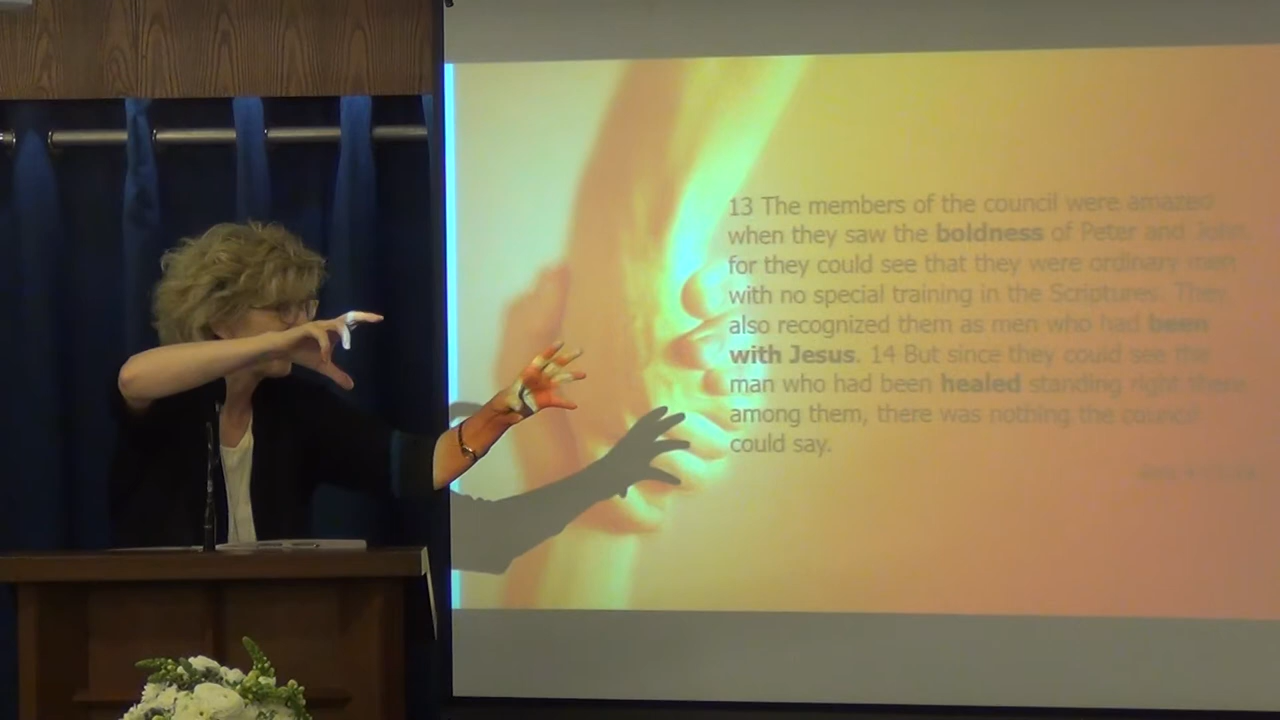 13 The members of the council were amazed
when they saw the boldness of Peter and John,
for they could see that they were ordinary men
with no special training in the Scriptures. They
also recognized them as men who had been
with Jesus. 14 But since they could see the
man who had been healed standing right there
among them, there was nothing the council
could say.